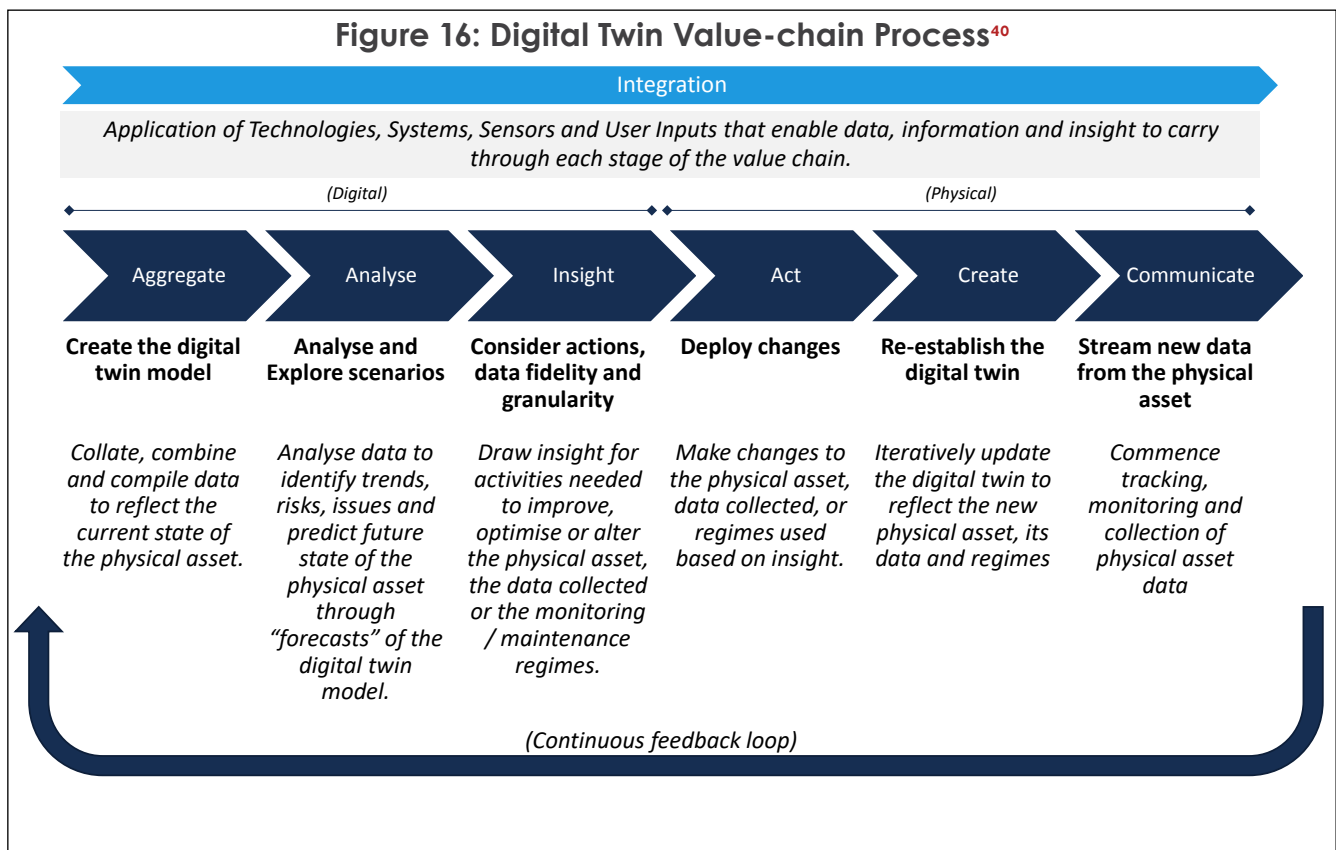 Figure 16: Digital Twin Value-chain Process40
Integration
Application of Technologies, Systems, Sensors and User Inputs that enable data, information and insight to carry
through each stage of the value chain.
(Digital)
(Physical)
Aggregate
Analyse
Insight
Act
Create
Communicate
Create the digital
twin model
Collate, combine
and compile data
to reflect the
current state of
the physical asset.
Analyse and
Explore scenarios
Analyse data to
identify trends,
risks, issues and
predict future
state of the
physical asset
through
“forecasts” of the
digital twin
model.
Consider actions,
data fidelity and
granularity
Draw insight for
activities needed
to improve,
optimise or alter
the physical asset,
the data collected
or the monitoring
/ maintenance
regimes.
Deploy changes
Make changes to
the physical asset,
data collected, or
regimes used
based on insight.
Re-establish the
digital twin
Iteratively update
the digital twin to
reflect the new
physical asset, its
data and regimes
Stream new data
from the physical
asset
Commence
tracking,
monitoring and
collection of
physical asset
data
(Continuous feedback loop)